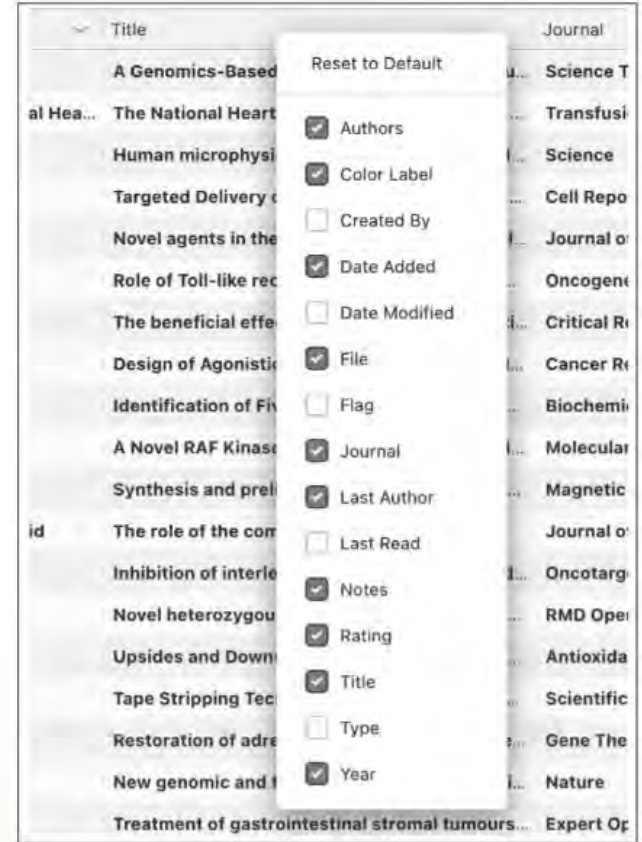 Title Journal
A Genomics-Based u... Science T
al Hea... The National Heart ... Transfusi
Human microphysi ... Science
Targeted Delivery ... Cell Repo
Novel agents in the ... Journal o
Role of Toll-like rec ... Oncogene
The beneficial effe ... Critical R
Design of Agonisti ... Cancer R
Identification of Fi ... Biochemi
A Novel RAF Kinas ... Molecular
Synthesis and preli ... Magnetic
id The role of the com Journal o
Inhibition of interle ... Oncotarg
Novel heterozygou RMD Ope
Upsides and Down Antioxida
Tape Stripping Tec Scientific
Restoration of adre ... Gene The
New genomic and ... Nature
Treatment of gastrointestinal stromal tumours... Expert Op
Reset to Default
Authors
Color Label
Created By
Date Added
Date Modified
File
Flag
Journal
Last Author
Last Read
Notes
Rating
Title
Type
Year